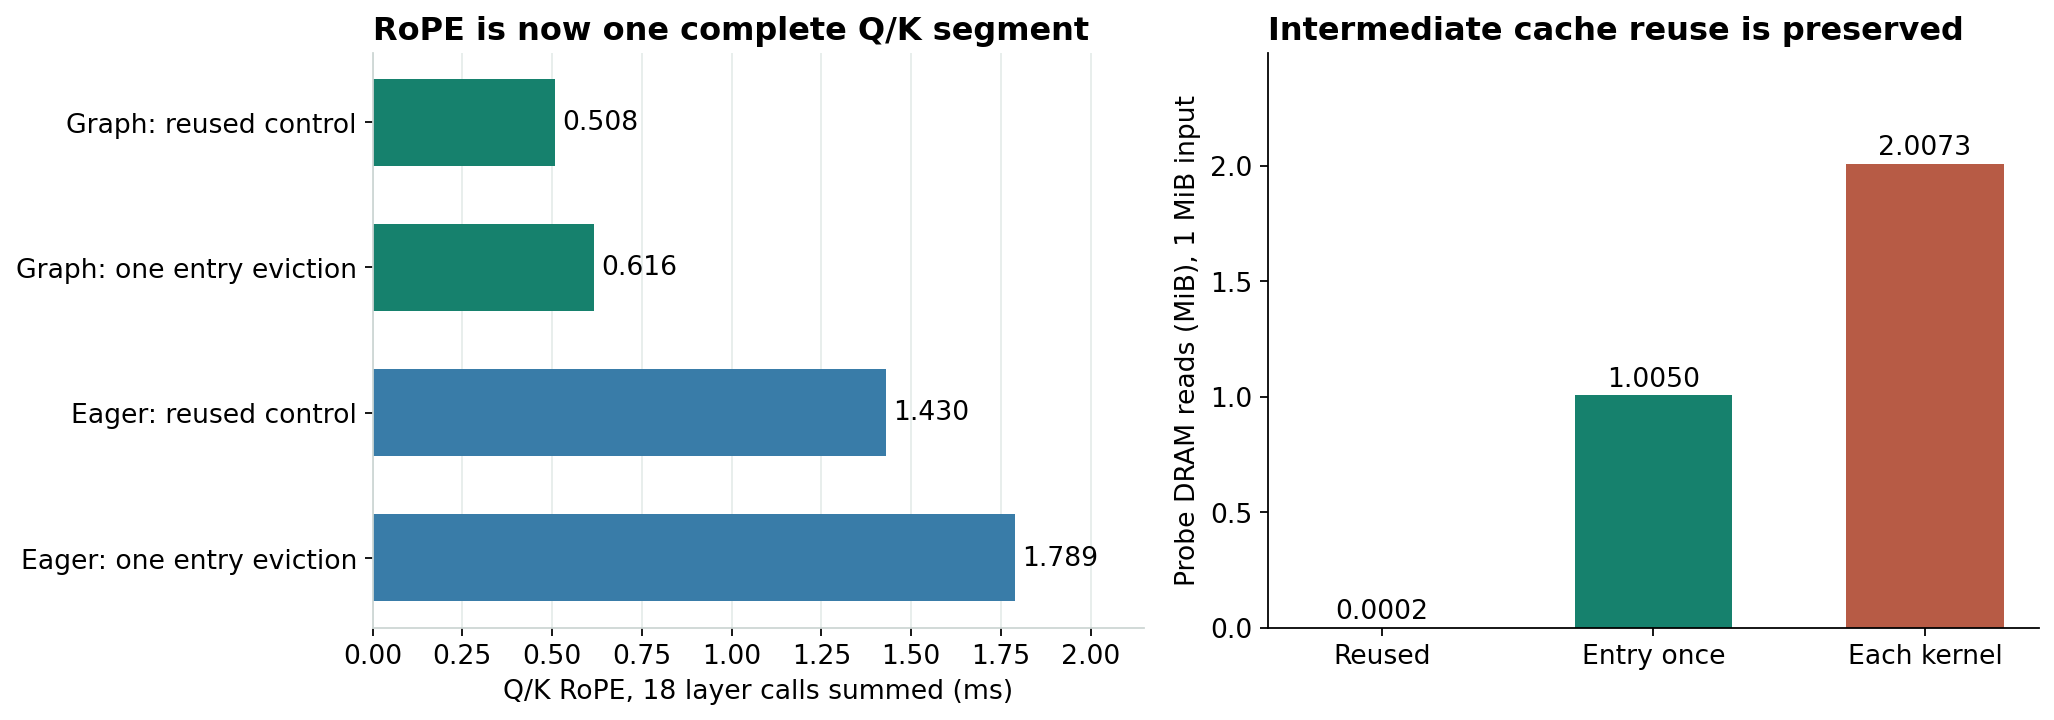 RoPE is now one complete Q/K segment
Graph: reused control
0.508
Graph: one entry eviction
0.616
Eager: reused control
1.430
Eager: one entry eviction
1.789
0.00 0.25 0.50 0.75 1.00 1.25 1.50 1.75 2.00
Q/K RoPE, 18 layer calls summed (ms)
Intermediate cache reuse is preserved
Probe DRAM reads (MiB), 1 MiB input
2.0
1.5
1.0
0.5
0.0
0.0002
1.0050
2.0073
Reused Entry once Each kernel